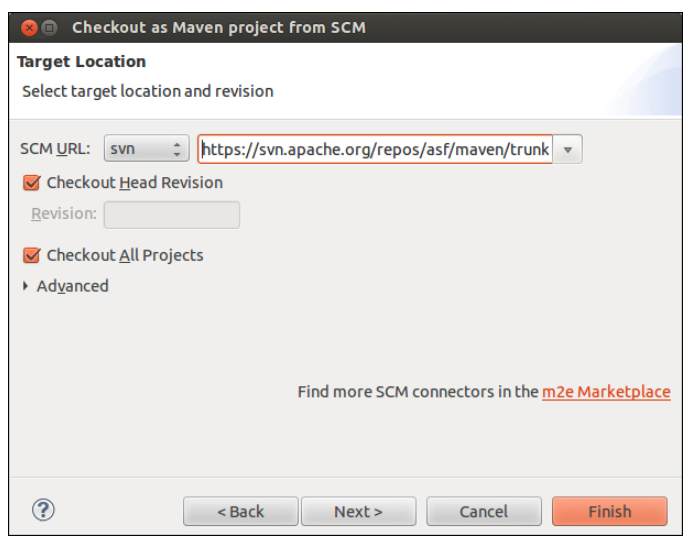 Checkout as Maven project from SCM
Target Location
Select target location and revision
SCM URL: svn https://svn.apache.org/repos/asf/maven/trunk
Checkout Head Revision
Revision:
Checkout All Projects
Advanced
Find more SCM connectors in the m2e Marketplace
? < Back Next > Cancel Finish